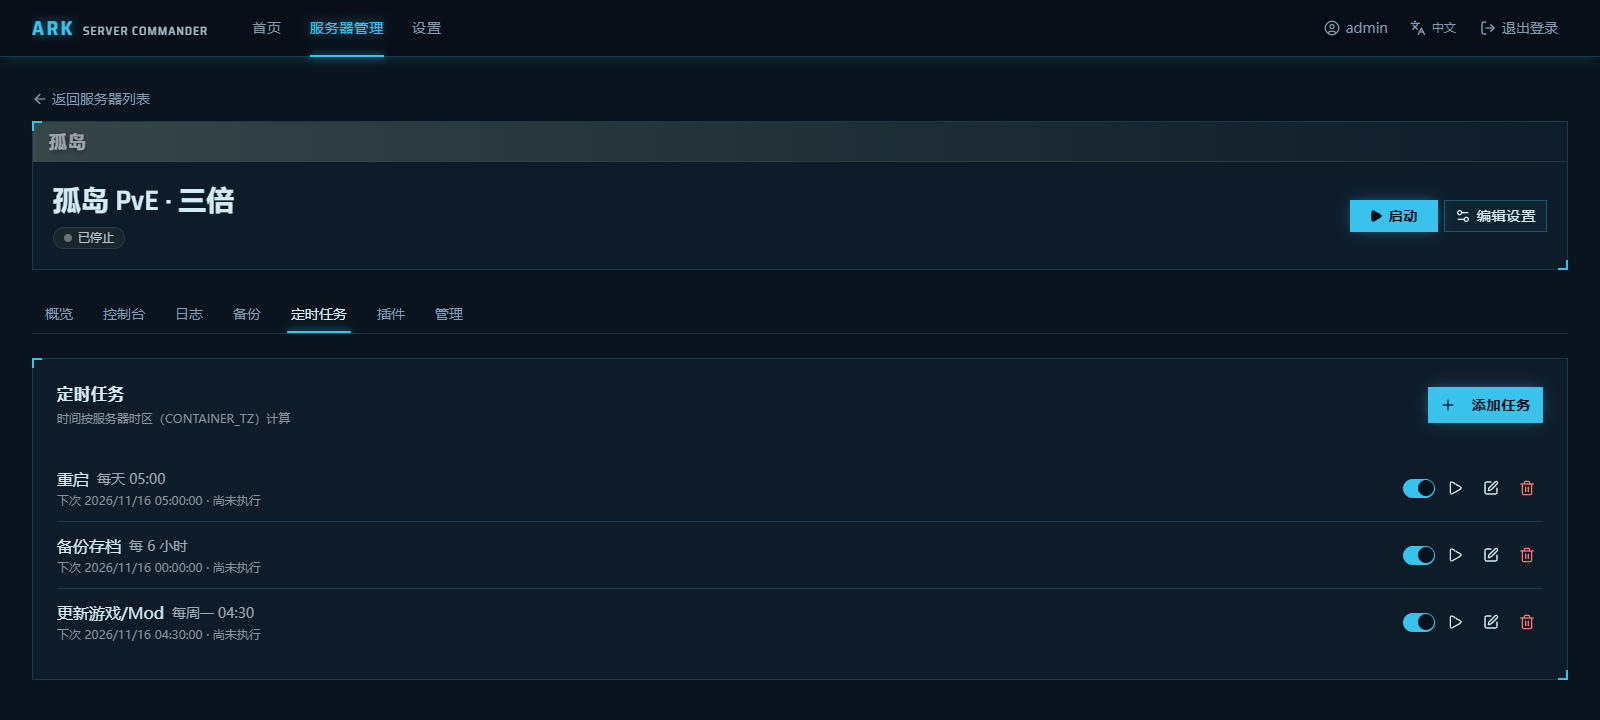 ARK SERVER COMMANDER 首页 服务器管理 设置 admin 中文 退出登录
返回服务器列表
孤岛
孤岛 PvE · 三倍
已停止
启动 编辑设置
概览 控制台 日志 备份 定时任务 插件 管理
定时任务
时间按服务器时区（CONTAINER_TZ）计算
添加任务
重启 每天 05:00
下次 2026/11/16 05:00:00 · 尚未执行
备份存档 每 6 小时
下次 2026/11/16 00:00:00 · 尚未执行
更新游戏/Mod 每周一 04:30
下次 2026/11/16 04:30:00 · 尚未执行